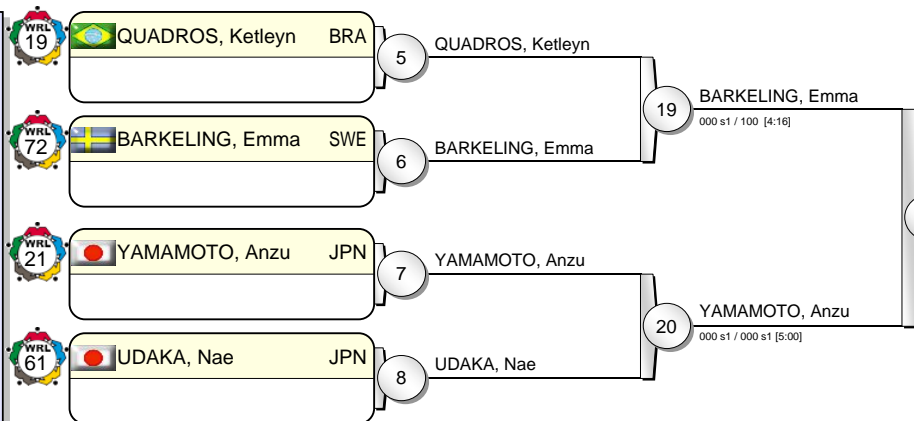 WRL
19
QUADROS, Ketleyn BRA
5
QUADROS, Ketleyn
WRL
72
BARKELING, Emma SWE
6
BARKELING, Emma
19
BARKELING, Emma
000 s1 / 100 [4:16]
WRL
21
YAMAMOTO, Anzu JPN
7
YAMAMOTO, Anzu
WRL
61
UDAKA, Nae JPN
8
UDAKA, Nae
20
YAMAMOTO, Anzu
000 s1 / 000 s1 [5:00]